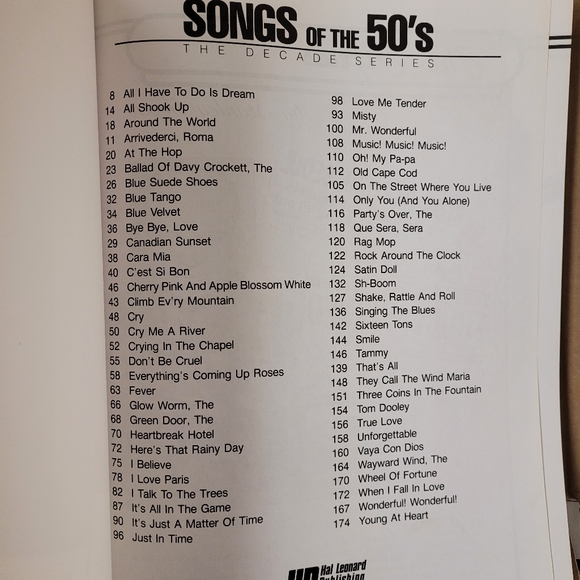 SONGS OF THE 50's
THE DECADE SERIES
8 All I Have To Do Is Dream
14 All Shook Up
18 Around The World
11 Arrivederci, Roma
20 At The Hop
23 Ballad Of Davy Crockett, The
26 Blue Suede Shoes
32 Blue Tango
34 Blue Velvet
36 Bye Bye, Love
29 Canadian Sunset
38 Cara Mia
40 C'est Si Bon
46 Cherry Pink And Apple Blossom White
43 Climb Ev'ry Mountain
48 Cry
50 Cry Me A River
52 Crying In The Chapel
55 Don't Be Cruel
58 Everything's Coming Up Roses
63 Fever
66 Glow Worm, The
68 Green Door, The
70 Heartbreak Hotel
72 Here's That Rainy Day
75 I Believe
78 I Love Paris
82 I Talk To The Trees
87 It's All In The Game
90 It's Just A Matter Of Time
96 Just In Time
98 Love Me Tender
93 Misty
100 Mr. Wonderful
108 Music! Music! Music!
110 Oh! My Pa-pa
112 Old Cape Cod
105 On The Street Where You Live
114 Only You (And You Alone)
116 Party's Over, The
118 Que Sera, Sera
120 Rag Mop
122 Rock Around The Clock
124 Satin Doll
132 Sh-Boom
127 Shake, Rattle And Roll
136 Singing The Blues
142 Sixteen Tons
144 Smile
146 Tammy
139 That's All
148 They Call The Wind Maria
151 Three Coins In The Fountain
154 Tom Dooley
156 True Love
158 Unforgettable
160 Vaya Con Dios
164 Wayward Wind, The
170 Wheel Of Fortune
172 When I Fall In Love
167 Wonderful! Wonderful!
174 Young At Heart
Hal Leonard
Publishing